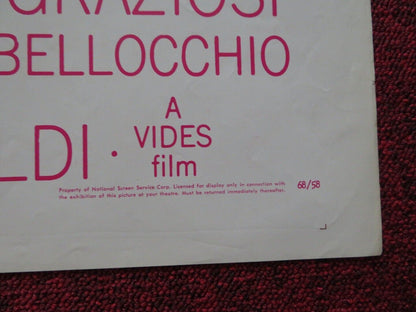 GRAZIOSI
BELLOCCHIO
LDI · A
VIDES
film
Property of National Screen Service Corp. Licensed for display only in connection with
the exhibition of this picture at your theatre. Must be returned immediately thereafter.
68/58